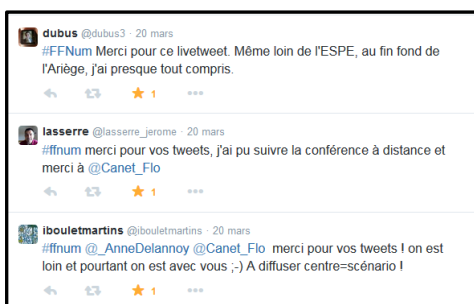 dubus @dubus3 · 20 mars
#FFNum Merci pour ce livetweet. Même loin de l'ESPE, au fin fond de
l'Ariège, j'ai presque tout compris.
1
lasserre @lasserre_jerome · 20 mars
#ffnum merci pour vos tweets, j'ai pu suivre la conférence à distance et
merci à @Canet_Flo
1
ibouletmartins @ibouletmartins · 20 mars
#ffnum @_AnneDelannoy @Canet_Flo merci pour vos tweets ! on est
loin et pourtant on est avec vous ;-) A diffuser centre=scénario !
1